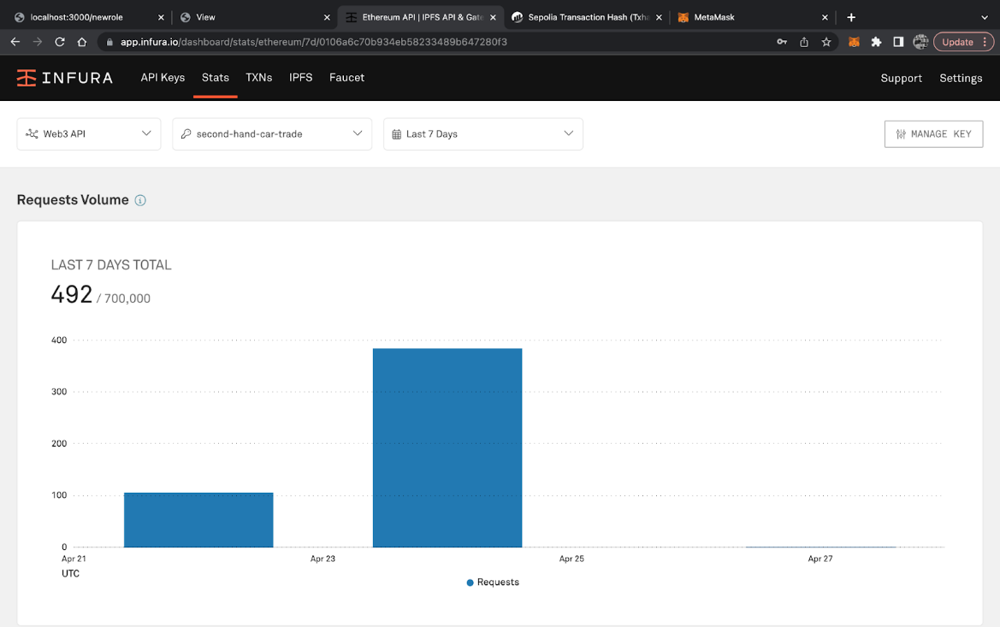 localhost:3000/newrole
View
Ethereum API | IPFS API & Gate
Sepolia Transaction Hash (Txha
MetaMask
app.infura.io/dashboard/stats/ethereum/7d/0106a6c70b934eb58233489b647280f3
Update
INFURA
API Keys
Stats
TXNs
IPFS
Faucet
Support
Settings
Web3 API
second-hand-car-trade
Last 7 Days
MANAGE KEY
Requests Volume
LAST 7 DAYS TOTAL
492 / 700,000
400
300
200
100
0
Apr 21
Apr 23
Apr 25
Apr 27
UTC
Requests